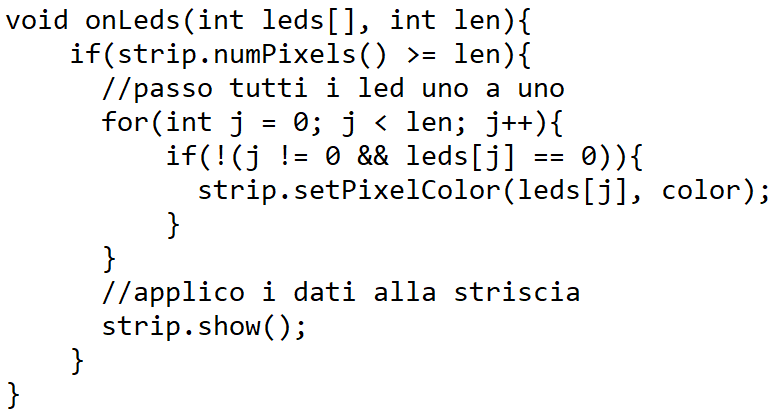 void onLeds(int leds[], int len){
    if(strip.numPixels() >= len){
      //passo tutti i led uno a uno
      for(int j = 0; j < len; j++){
          if(!(j != 0 && leds[j] == 0)){
            strip.setPixelColor(leds[j], color);
          }
      }
      //applico i dati alla striscia
      strip.show();
    }
}